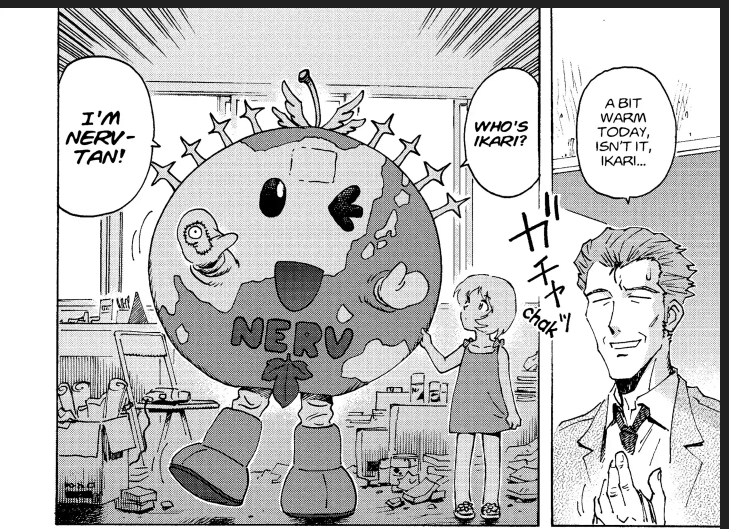 A BIT
WARM
TODAY,
ISN'T IT,
IKARI...
ガチャッ
chak
WHO'S
IKARI?
I'M
NERV-
TAN!
NERV